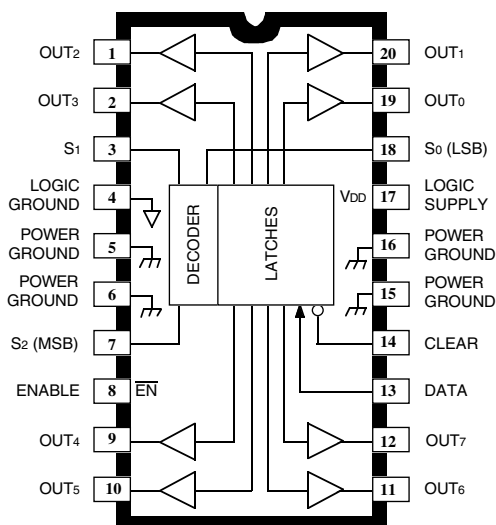 OUT2 1 20 OUT1
OUT3 2 19 OUT0
S1 3 18 S0 (LSB)
LOGIC GROUND 4 VDD 17 LOGIC SUPPLY
POWER GROUND 5 16 POWER GROUND
POWER GROUND 6 15 POWER GROUND
DECODER
LATCHES
S2 (MSB) 7 14 CLEAR
ENABLE 8 EN 13 DATA
OUT4 9 12 OUT7
OUT5 10 11 OUT6